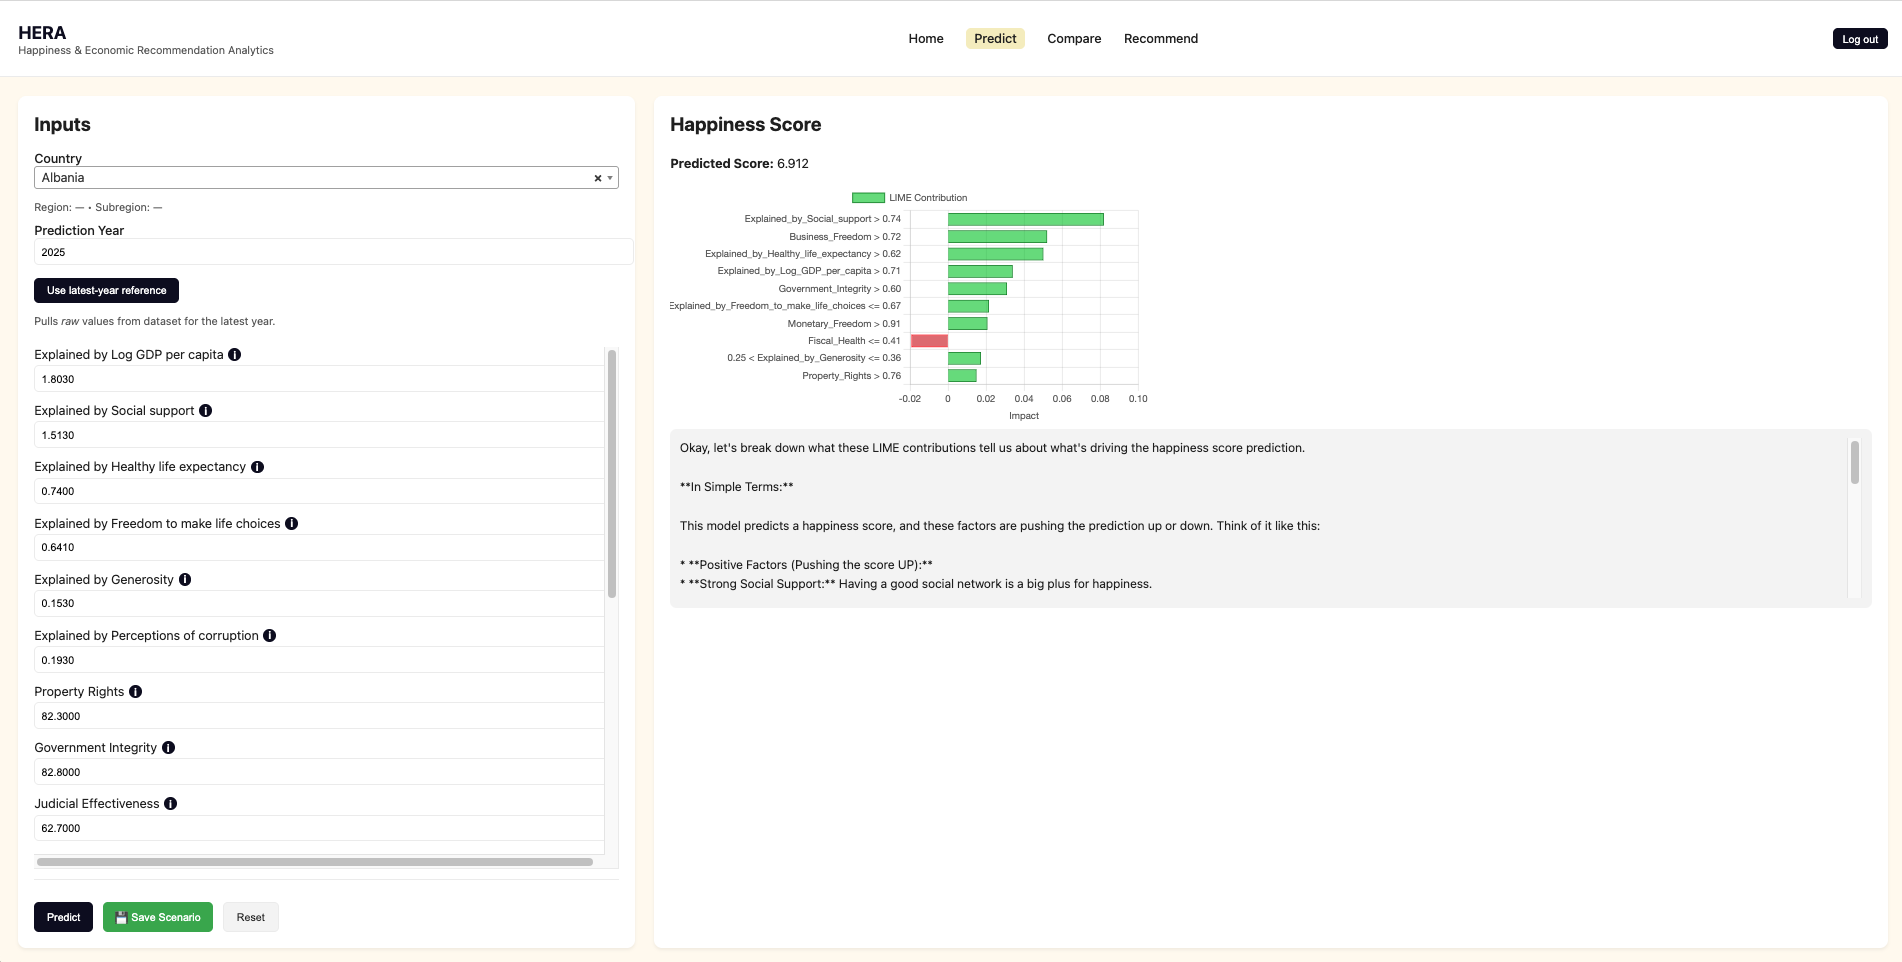 HERA
Happiness & Economic Recommendation Analytics
Home
Predict
Compare
Recommend
Log out
Inputs
Country
Albania
× 
Region: — • Subregion: —
Prediction Year
2025
Use latest-year reference
Pulls raw values from dataset for the latest year.
Explained by Log GDP per capita i
1.8030
Explained by Social support i
1.5130
Explained by Healthy life expectancy i
0.7400
Explained by Freedom to make life choices i
0.6410
Explained by Generosity i
0.1530
Explained by Perceptions of corruption i
0.1930
Property Rights i
82.3000
Government Integrity i
82.8000
Judicial Effectiveness i
62.7000
Predict
💾 Save Scenario
Reset
Happiness Score
Predicted Score: 6.912
LIME Contribution
Explained_by_Social_support > 0.74
Business_Freedom > 0.72
Explained_by_Healthy_life_expectancy > 0.62
Explained_by_Log_GDP_per_capita > 0.71
Government_Integrity > 0.60
Explained_by_Freedom_to_make_life_choices <= 0.67
Monetary_Freedom > 0.91
Fiscal_Health <= 0.41
0.25 < Explained_by_Generosity <= 0.36
Property_Rights > 0.76
-0.02 0 0.02 0.04 0.06 0.08 0.10
Impact
Okay, let's break down what these LIME contributions tell us about what's driving the happiness score prediction.
**In Simple Terms:**
This model predicts a happiness score, and these factors are pushing the prediction up or down. Think of it like this:
* **Positive Factors (Pushing the score UP):**
* **Strong Social Support:** Having a good social network is a big plus for happiness.